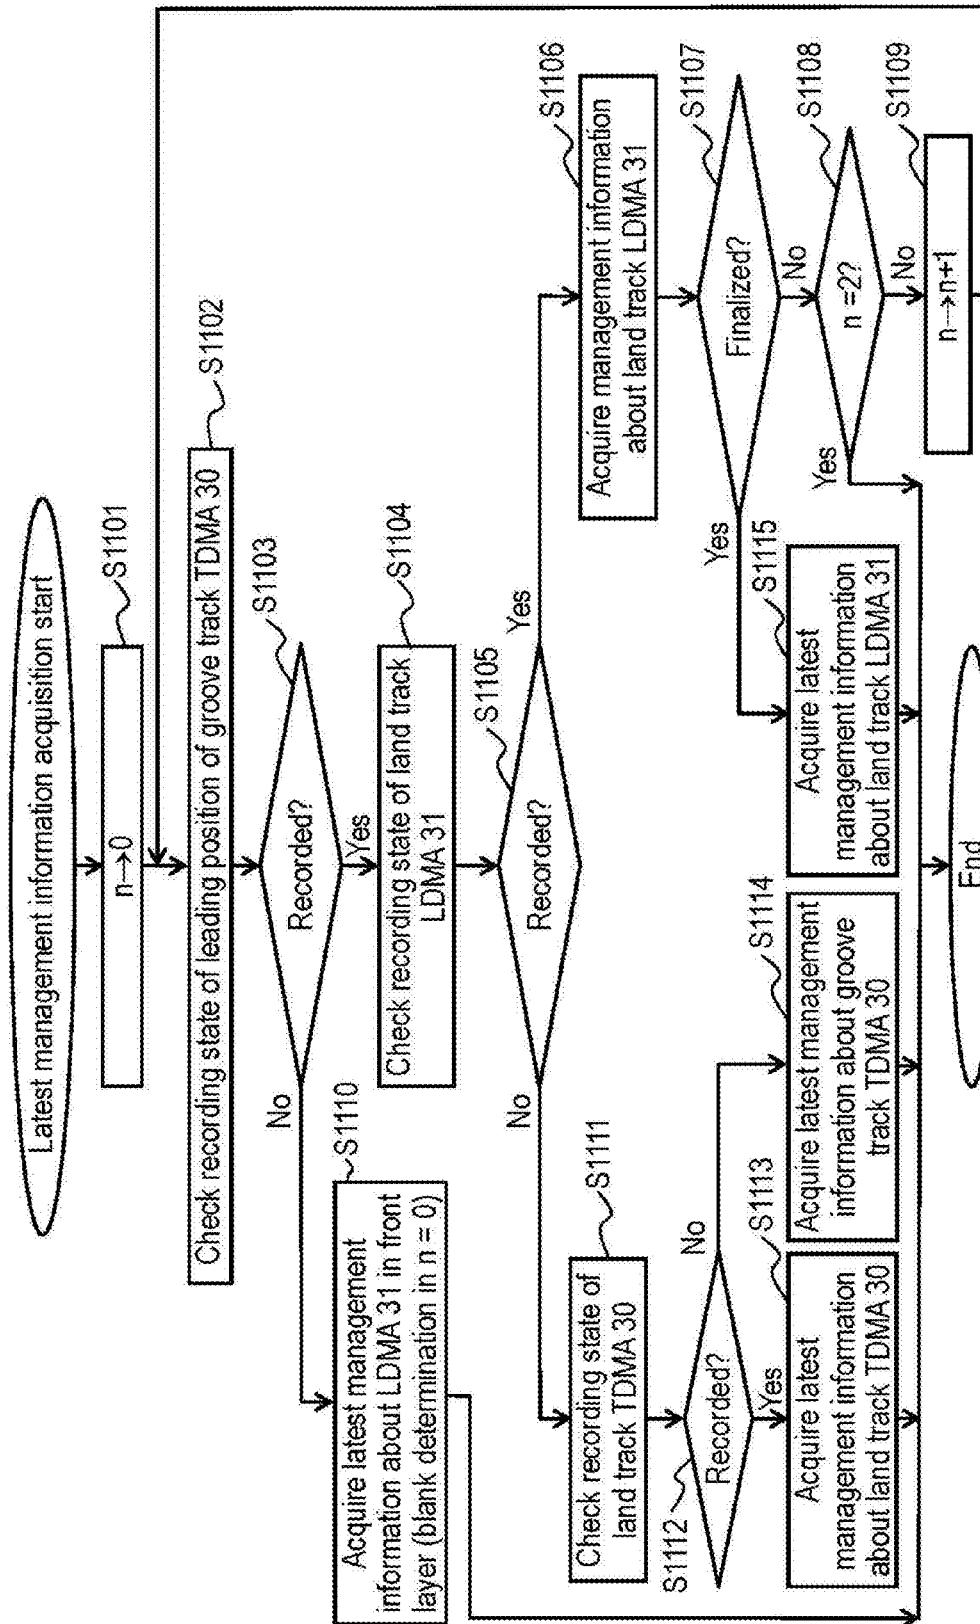 Latest management information acquisition start
n→0
S1101
Check recording state of leading position of groove track TDMA 30
S1102
Recorded?
S1103
No
Yes
Acquire latest management
information about LDMA 31 in front
layer (blank determination in n = 0)
S1110
Check recording state of land track
LDMA 31
S1104
Recorded?
S1105
No
Yes
Check recording state of
land track TDMA 30
S1111
Recorded?
S1112
No
Yes
Acquire latest
management information
about land track TDMA 30
S1113
Acquire latest management
information about groove
track TDMA 30
S1114
Acquire management information
about land track LDMA 31
S1106
Finalized?
S1107
Yes
No
Acquire latest
management information
about land track LDMA 31
S1115
n =2?
S1108
Yes
No
n→n+1
S1109
End